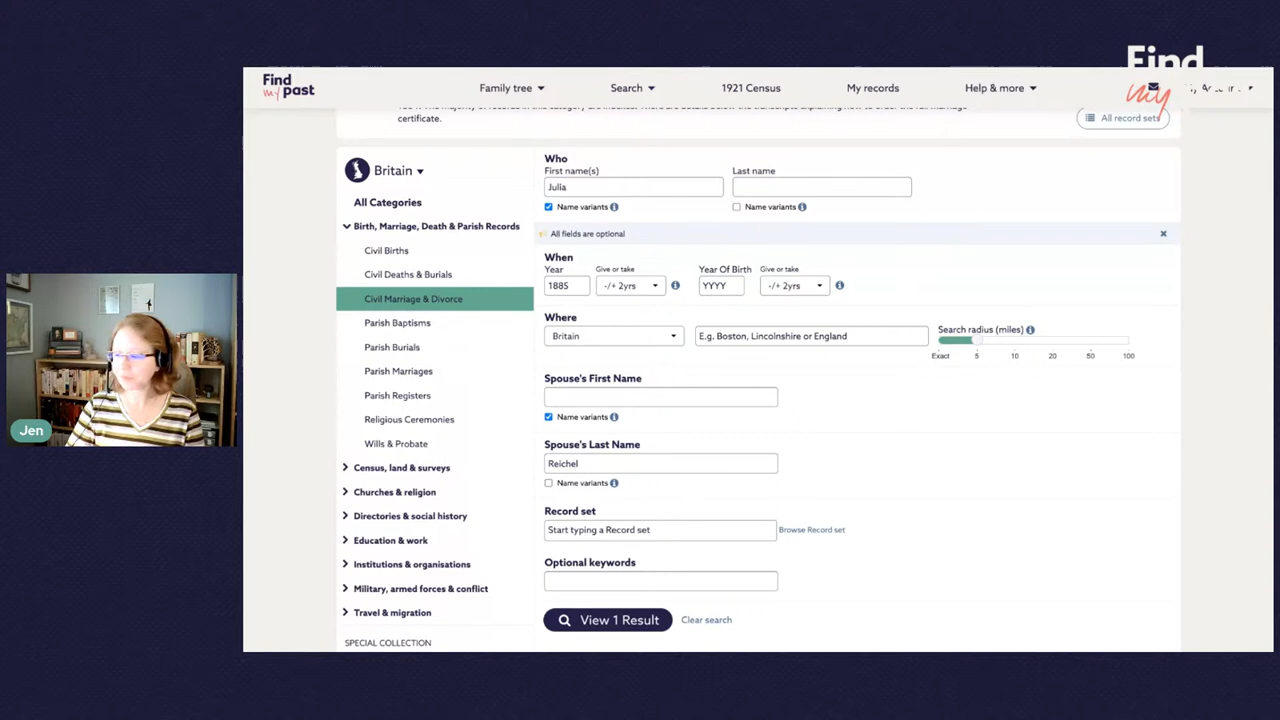 Find
Find
my past
Family tree
Search
1921 Census
My records
Help & more
my
certificate.
All record sets
Britain
All Categories
Birth, Marriage, Death & Parish Records
Civil Births
Civil Deaths & Burials
Civil Marriage & Divorce
Parish Baptisms
Parish Burials
Parish Marriages
Parish Registers
Religious Ceremonies
Wills & Probate
Census, land & surveys
Churches & religion
Directories & social history
Education & work
Institutions & organisations
Military, armed forces & conflict
Travel & migration
SPECIAL COLLECTION
Who
First name(s) Last name
Julia
Name variants Name variants
All fields are optional
When
Year Give or take Year Of Birth Give or take
1885 -/+ 2yrs YYYY -/+ 2yrs
Where
Search radius (miles)
Britain E.g. Boston, Lincolnshire or England
Exact 5 10 20 50 100
Spouse's First Name
Name variants
Spouse's Last Name
Reichel
Name variants
Record set
Start typing a Record set Browse Record set
Optional keywords
View 1 Result Clear search
Jen